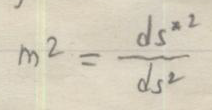 m² = ds*² / ds²